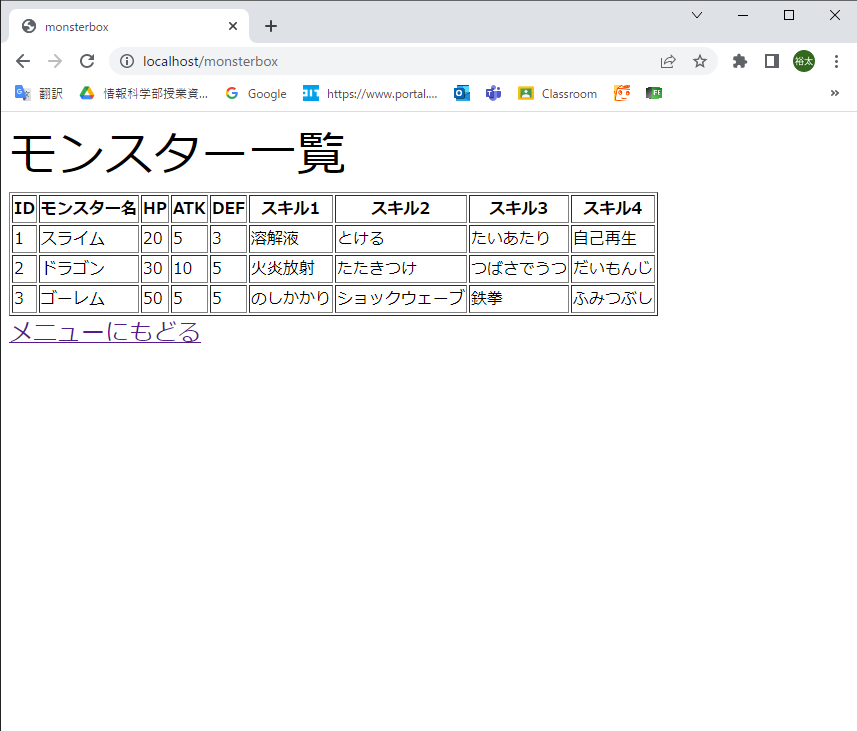 monsterbox
localhost/monsterbox
裕太
翻訳 情報科学部授業資... Google https://www.portal.... Classroom »
モンスター一覧
ID モンスター名 HP ATK DEF スキル1 スキル2 スキル3 スキル4
1 スライム 20 5 3 溶解液 とける たいあたり 自己再生
2 ドラゴン 30 10 5 火炎放射 たたきつけ つばさでうつ だいもんじ
3 ゴーレム 50 5 5 のしかかり ショックウェーブ 鉄拳 ふみつぶし
メニューにもどる